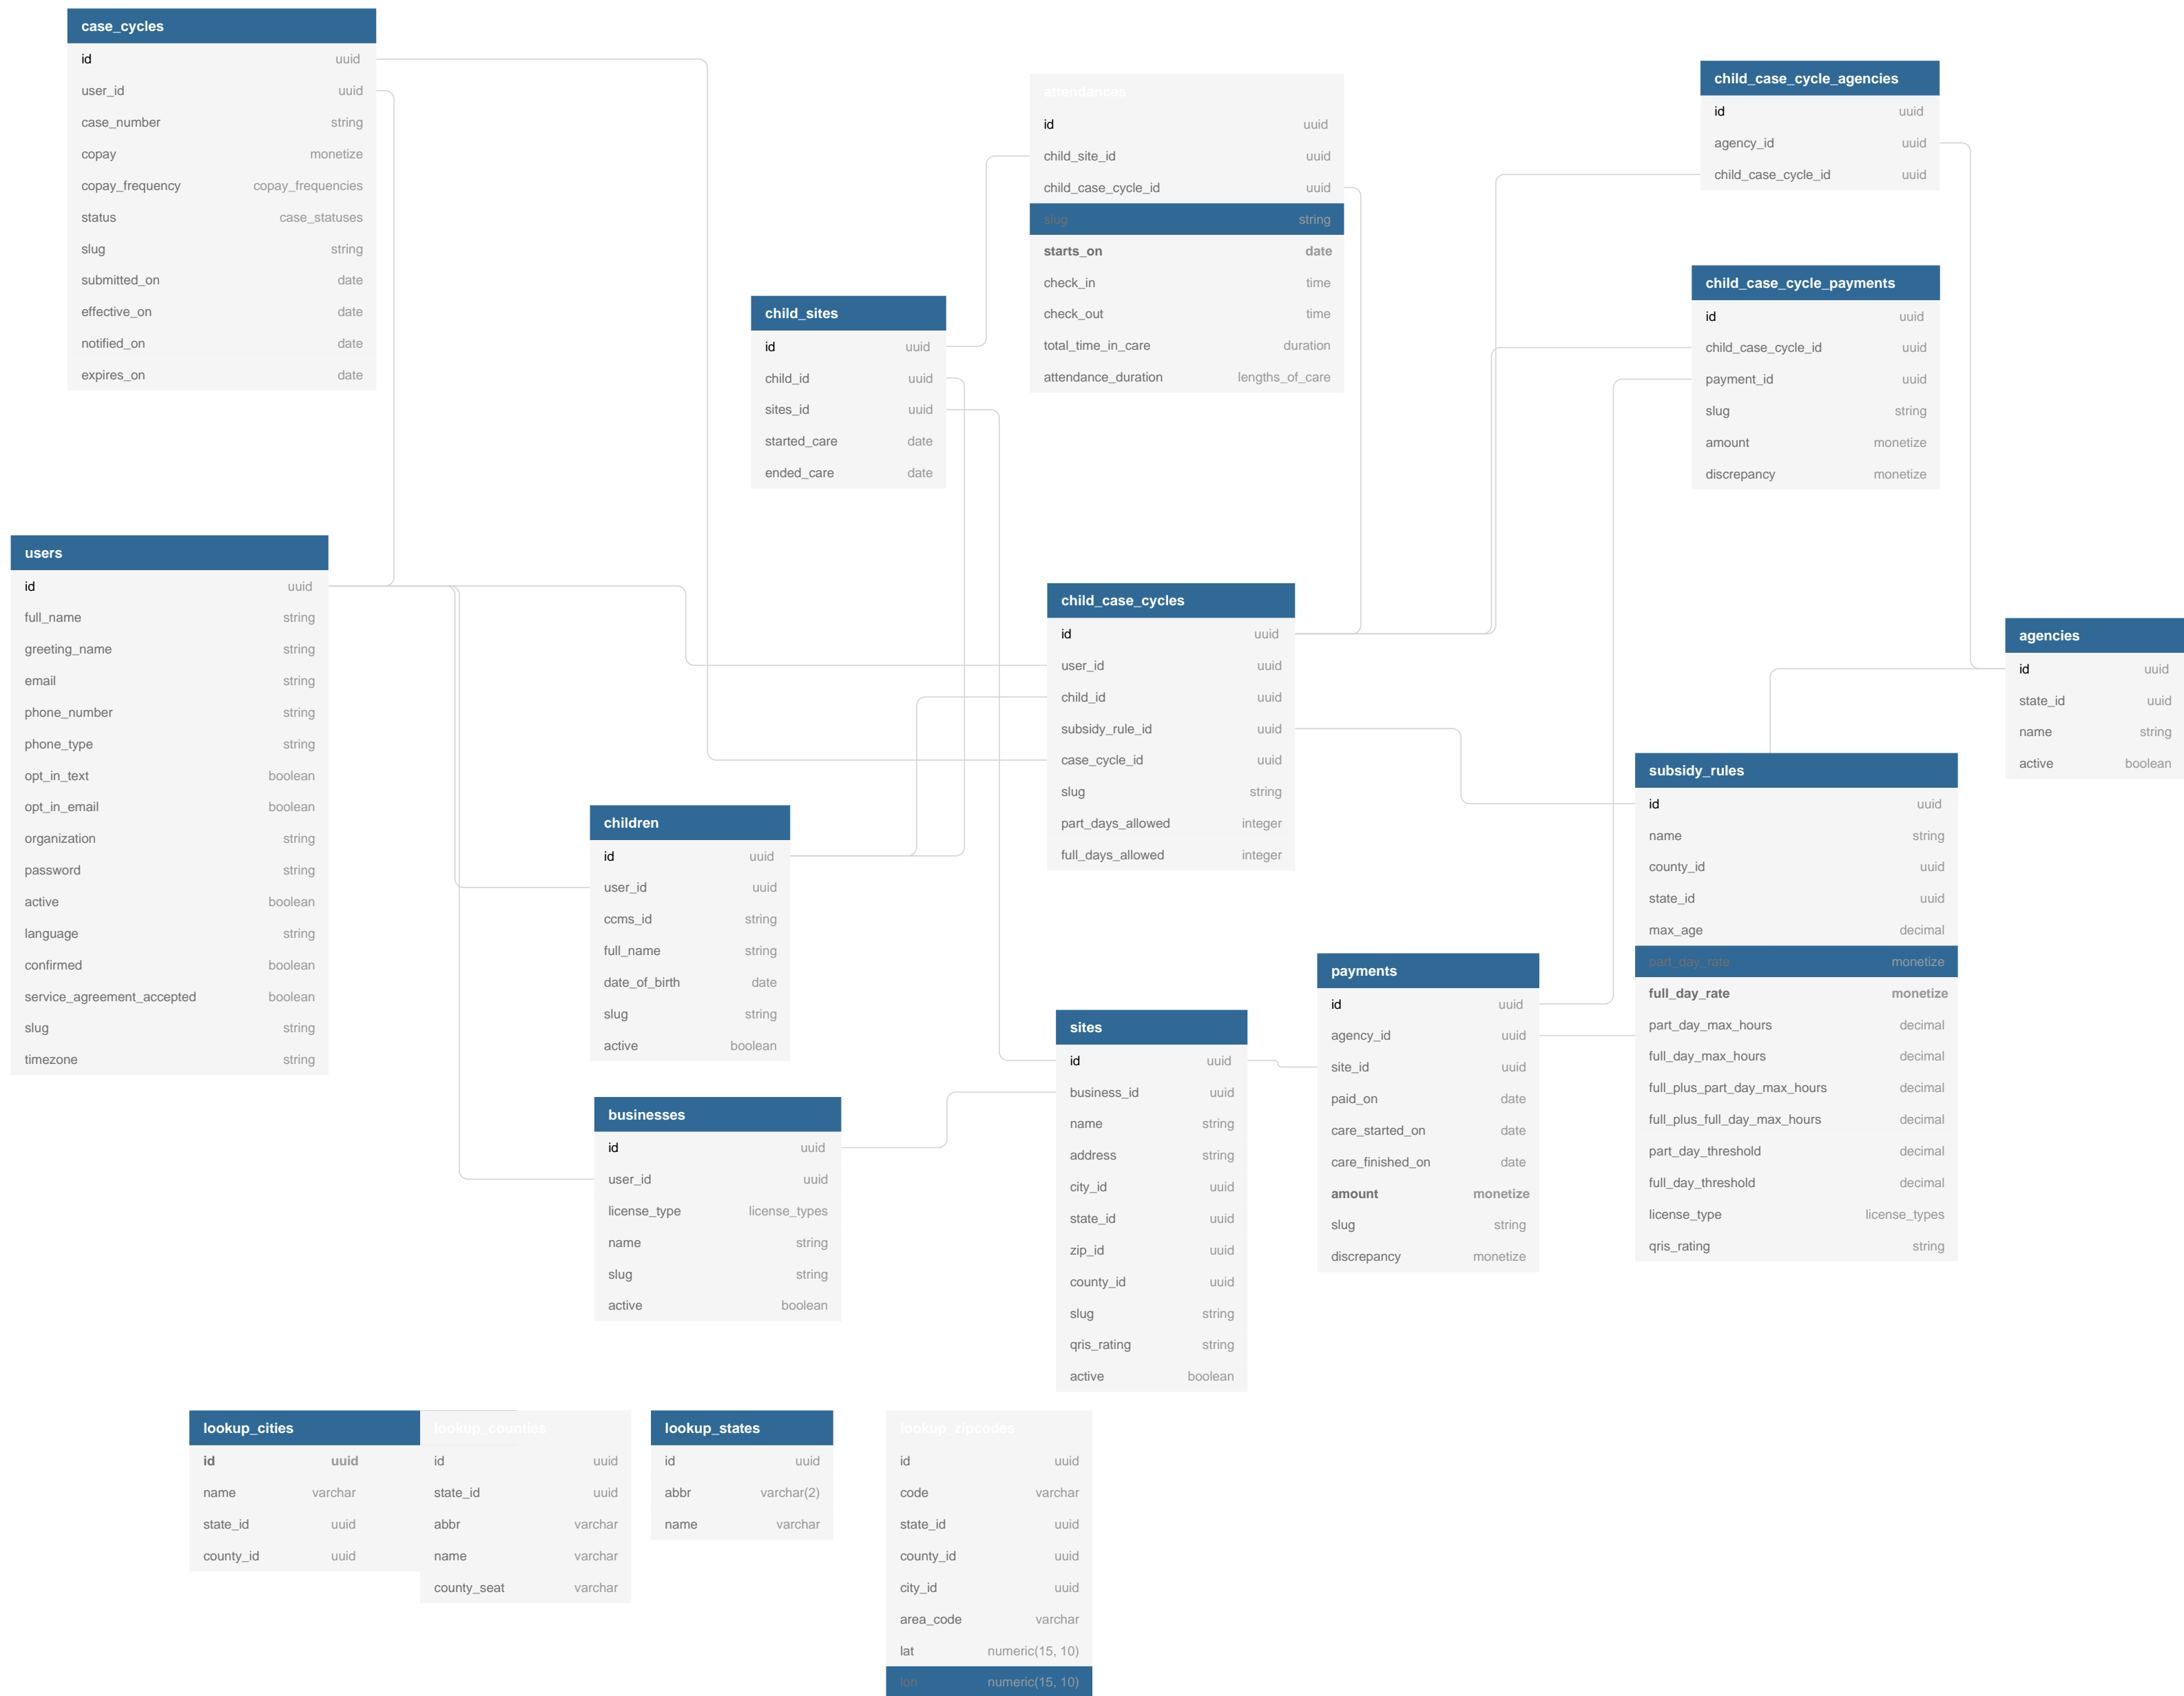 case_cycles
id uuid
user_id uuid
case_number string
copay monetize
copay_frequency copay_frequencies
status case_statuses
slug string
submitted_on date
effective_on date
notified_on date
expires_on date
attendances
id uuid
child_site_id uuid
child_case_cycle_id uuid
slug string
starts_on date
check_in time
check_out time
total_time_in_care duration
attendance_duration lengths_of_care
child_case_cycle_agencies
id uuid
agency_id uuid
child_case_cycle_id uuid
child_case_cycle_payments
id uuid
child_case_cycle_id uuid
payment_id uuid
slug string
amount monetize
discrepancy monetize
child_sites
id uuid
child_id uuid
sites_id uuid
started_care date
ended_care date
users
id uuid
full_name string
greeting_name string
email string
phone_number string
phone_type string
opt_in_text boolean
opt_in_email boolean
organization string
password string
active boolean
language string
confirmed boolean
service_agreement_accepted boolean
slug string
timezone string
child_case_cycles
id uuid
user_id uuid
child_id uuid
subsidy_rule_id uuid
case_cycle_id uuid
slug string
part_days_allowed integer
full_days_allowed integer
agencies
id uuid
state_id uuid
name string
active boolean
subsidy_rules
id uuid
name string
county_id uuid
state_id uuid
max_age decimal
part_day_rate monetize
full_day_rate monetize
part_day_max_hours decimal
full_day_max_hours decimal
full_plus_part_day_max_hours decimal
full_plus_full_day_max_hours decimal
part_day_threshold decimal
full_day_threshold decimal
license_type license_types
qris_rating string
children
id uuid
user_id uuid
ccms_id string
full_name string
date_of_birth date
slug string
active boolean
payments
id uuid
agency_id uuid
site_id uuid
paid_on date
care_started_on date
care_finished_on date
amount monetize
slug string
discrepancy monetize
sites
id uuid
business_id uuid
name string
address string
city_id uuid
state_id uuid
zip_id uuid
county_id uuid
slug string
qris_rating string
active boolean
businesses
id uuid
user_id uuid
license_type license_types
name string
slug string
active boolean
lookup_cities
id uuid
name varchar
state_id uuid
county_id uuid
lookup_counties
id uuid
state_id uuid
abbr varchar
name varchar
county_seat varchar
lookup_states
id uuid
abbr varchar(2)
name varchar
lookup_zipcodes
id uuid
code varchar
state_id uuid
county_id uuid
city_id uuid
area_code varchar
lat numeric(15, 10)
lon numeric(15, 10)